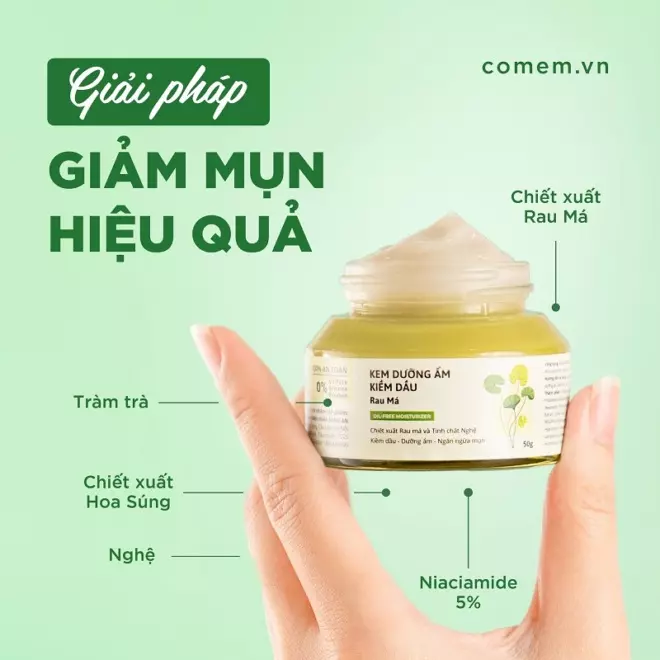 Giải pháp
comem.vn
GIẢM MỤN
HIỆU QUẢ
Chiết xuất
Rau Má
KEM DƯỠNG ẨM
KIỀM DẦU
Rau Má
OIL-FREE MOISTURIZER
Chiết xuất Rau má và Tinh chất Nghệ
Kiềm dầu - Dưỡng ẩm - Ngăn ngừa mụn
50g
0%
Tràm trà
Chiết xuất
Hoa Súng
Nghệ
Niaciamide
5%